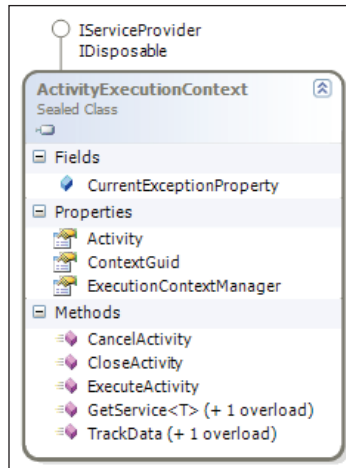 IServiceProvider
IDisposable
ActivityExecutionContext
Sealed Class
Fields
CurrentExceptionProperty
Properties
Activity
ContextGuid
ExecutionContextManager
Methods
CancelActivity
CloseActivity
ExecuteActivity
GetService<T> (+ 1 overload)
TrackData (+ 1 overload)